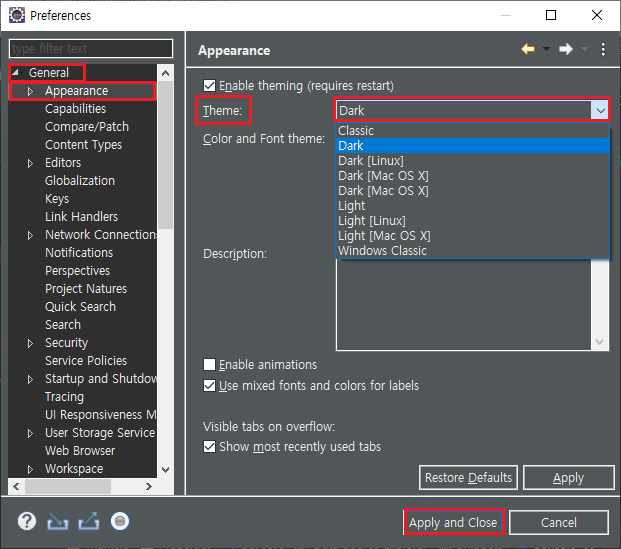 Preferences
type filter text
General
Appearance
Capabilities
Compare/Patch
Content Types
Editors
Globalization
Keys
Link Handlers
Network Connections
Notifications
Perspectives
Project Natures
Quick Search
Search
Security
Service Policies
Startup and Shutdow
Tracing
UI Responsiveness M
User Storage Service
Web Browser
Workspace
Appearance
Enable theming (requires restart)
Theme:
Dark
Classic
Dark
Dark [Linux]
Dark [Mac OS X]
Dark [Mac OS X]
Light
Light [Linux]
Light [Mac OS X]
Windows Classic
Color and Font theme:
Description:
Enable animations
Use mixed fonts and colors for labels
Visible tabs on overflow:
Show most recently used tabs
Restore Defaults
Apply
?
Apply and Close
Cancel